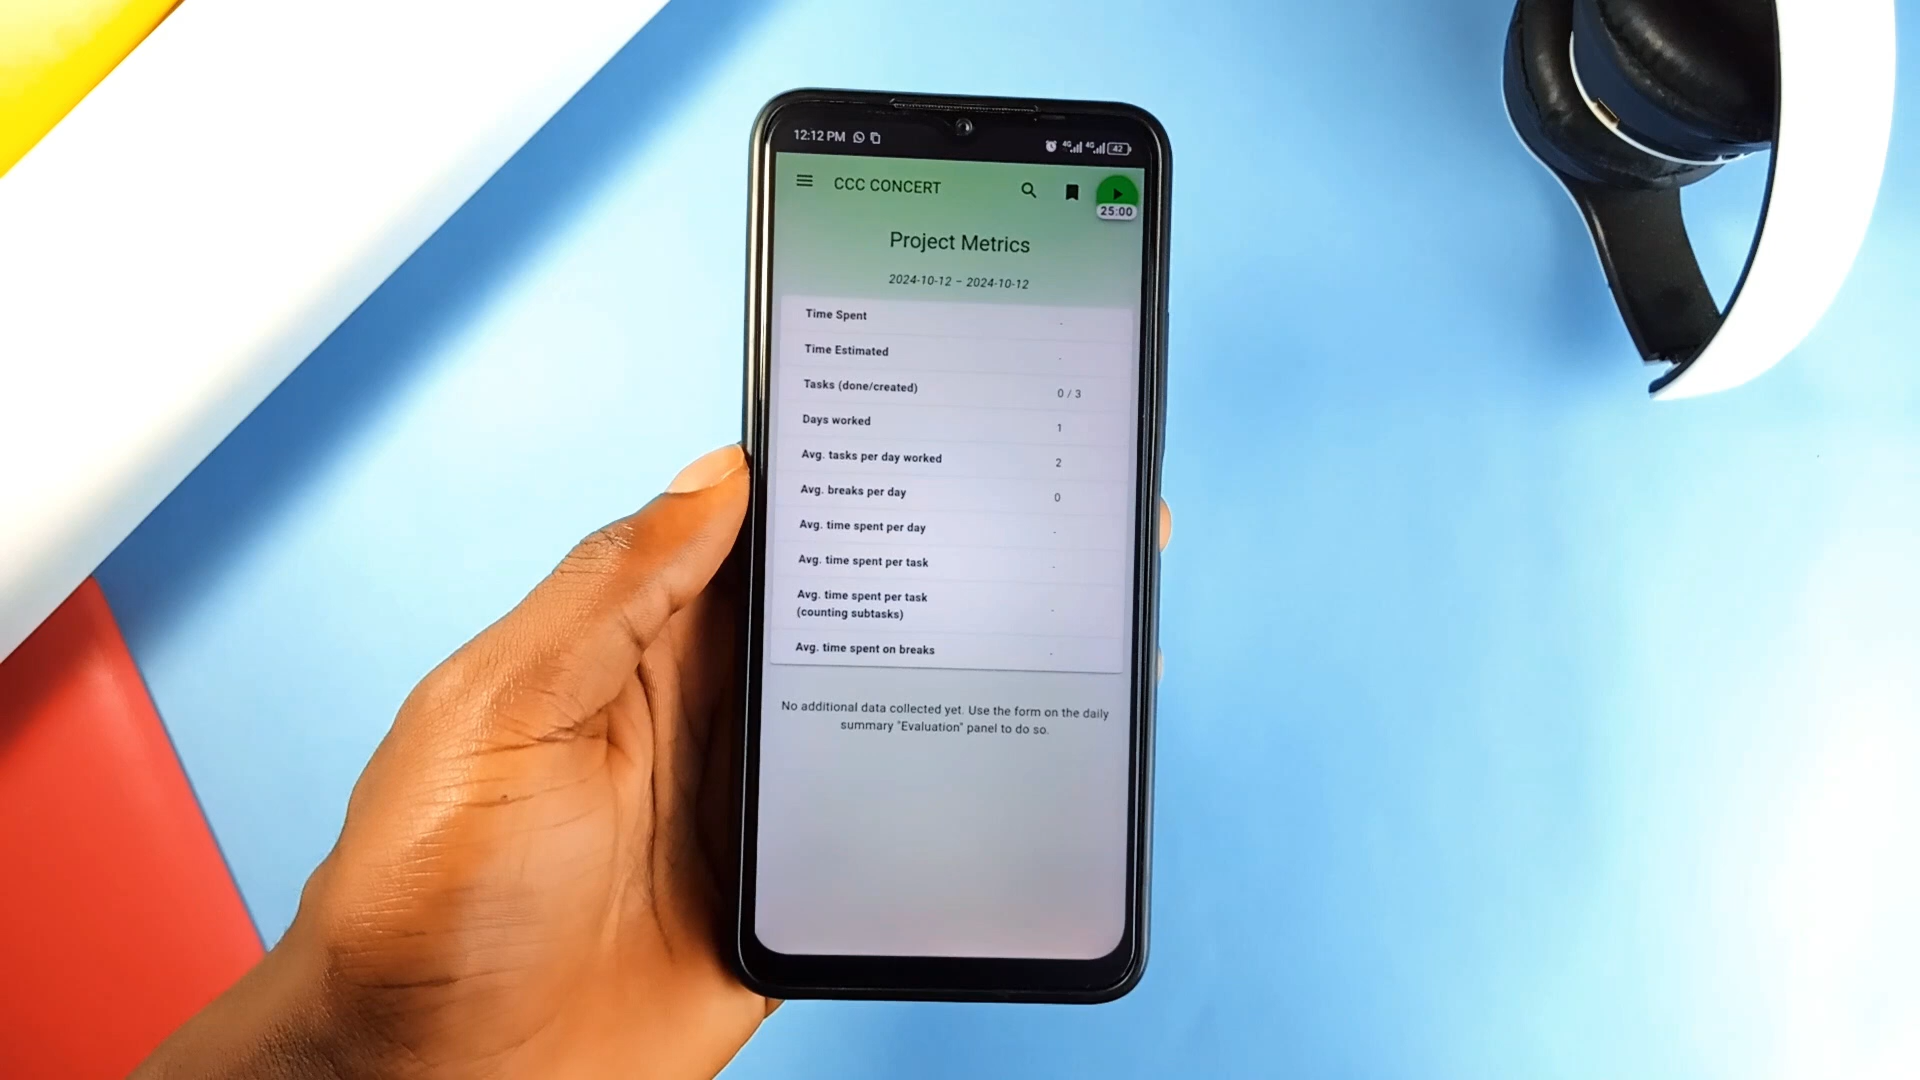 12:12 PM
4G 4G 42
CCC CONCERT
25:00
Project Metrics
2024-10-12 – 2024-10-12
Time Spent -
Time Estimated -
Tasks (done/created) 0 / 3
Days worked 1
Avg. tasks per day worked 2
Avg. breaks per day 0
Avg. time spent per day -
Avg. time spent per task -
Avg. time spent per task
(counting subtasks) -
Avg. time spent on breaks -
No additional data collected yet. Use the form on the daily
summary "Evaluation" panel to do so.